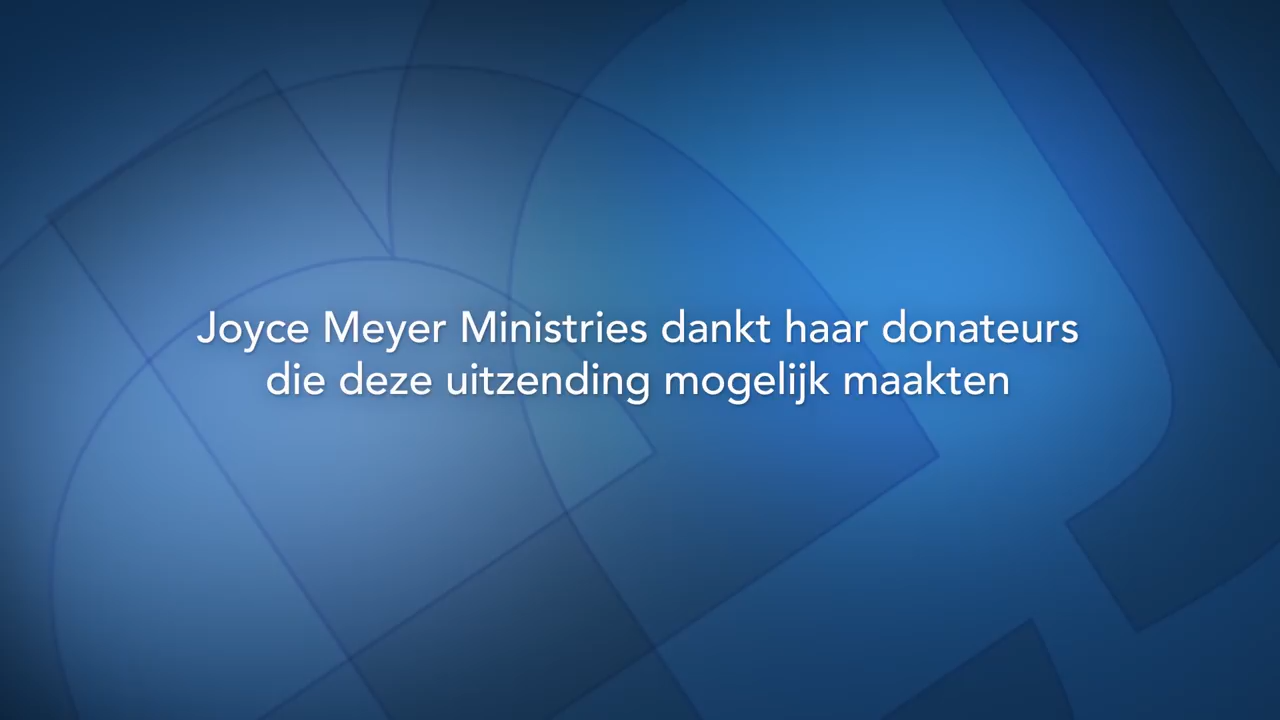 Joyce Meyer Ministries dankt haar donateurs
die deze uitzending mogelijk maakten